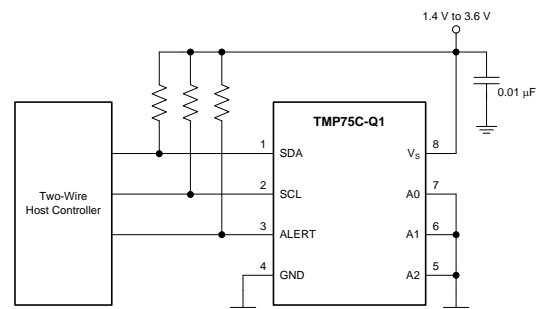 1.4 V to 3.6 V
0.01 μF
TMP75C-Q1
Two-Wire
Host Controller
1
SDA
2
SCL
3
ALERT
4
GND
8
VS
7
A0
6
A1
5
A2